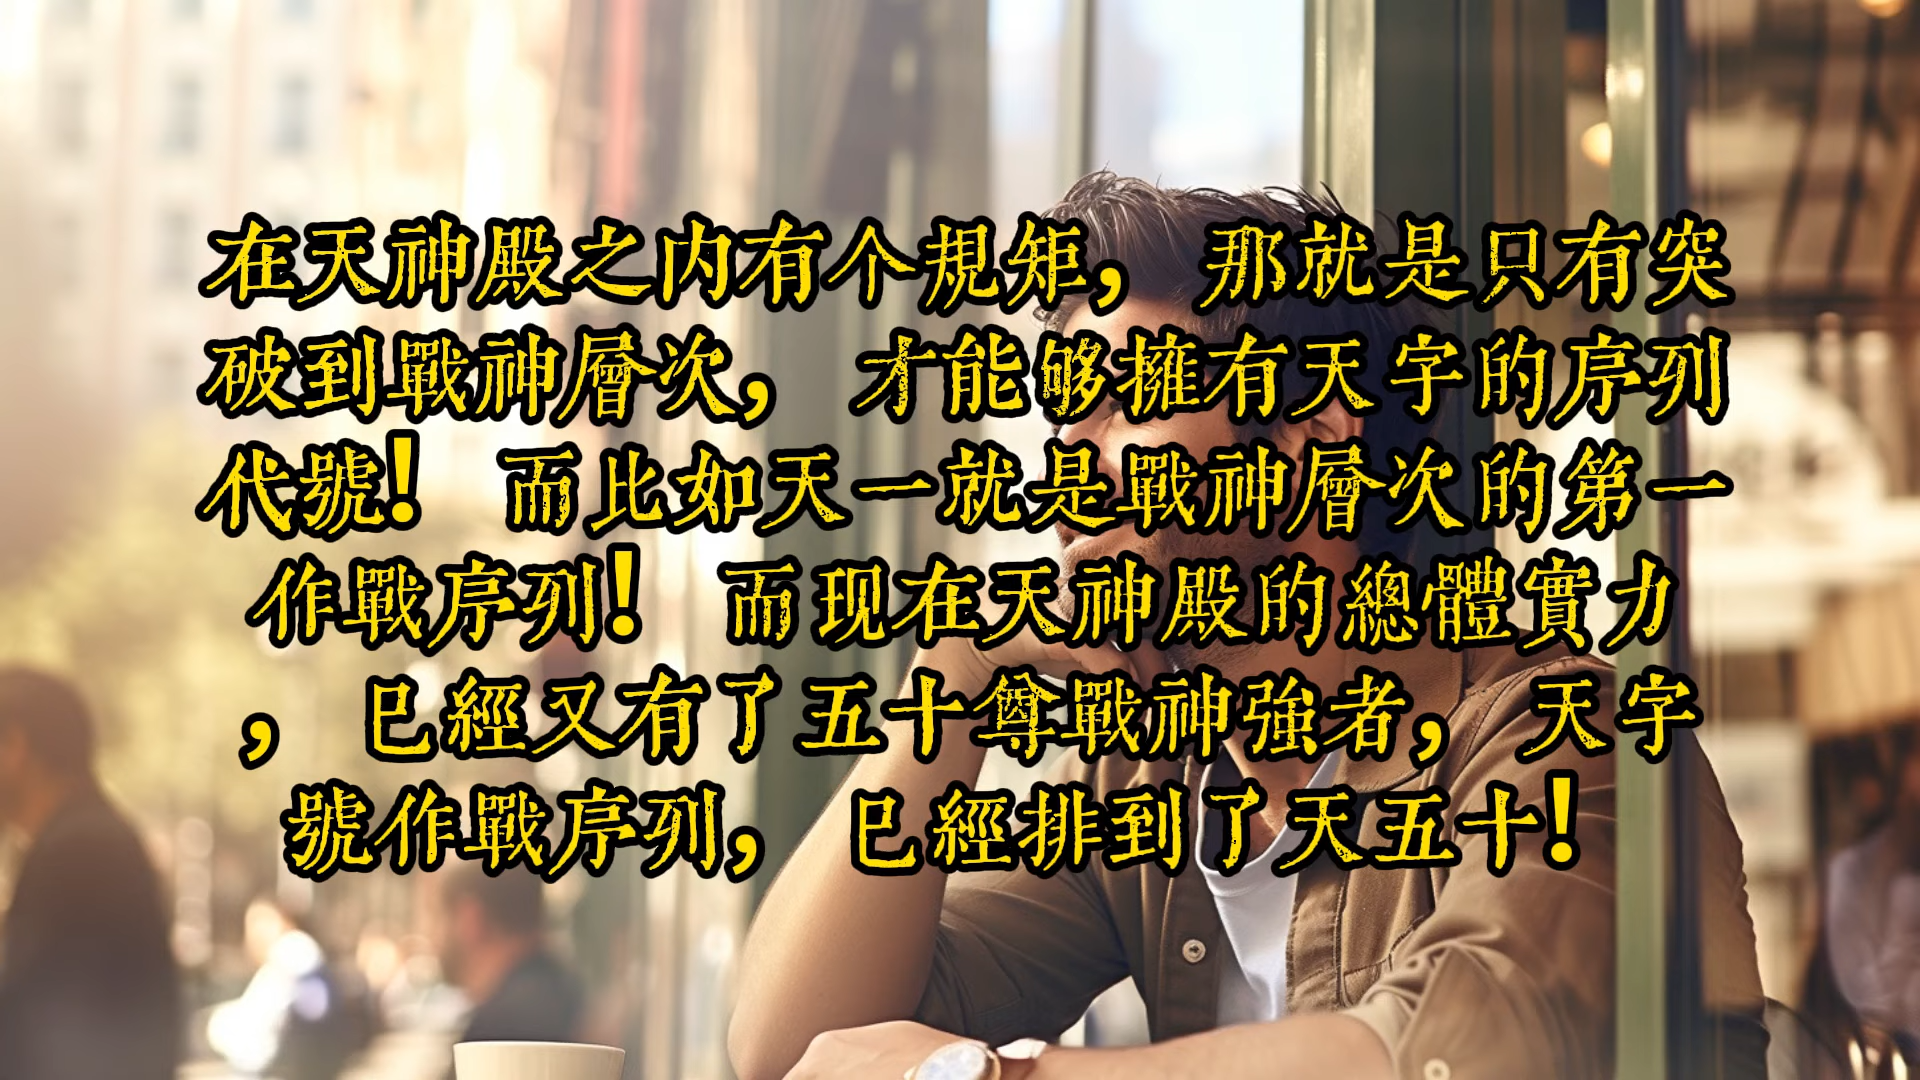 在天神殿之内有个規矩， 那就是只有突
破到戰神層次， 才能够擁有天字的序列
代號！ 而比如天一就是戰神層次的第一
作戰序列！ 而现在天神殿的總體實力
， 已經又有了五十尊戰神強者， 天字
號作戰序列， 已經排到了天五十！